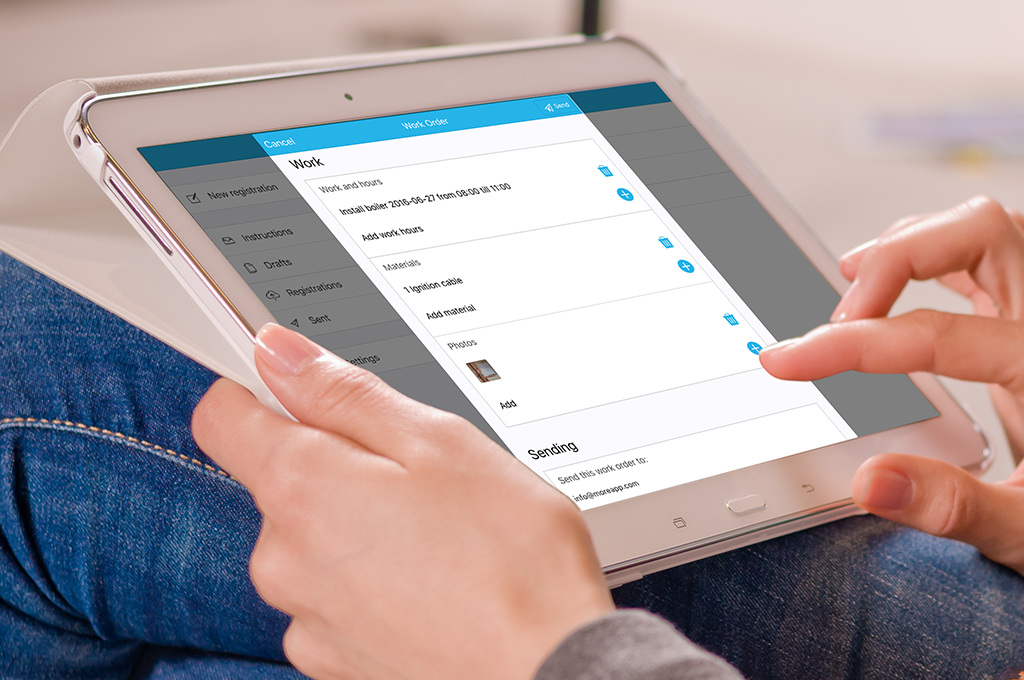 Cancel
Work Order
Send
New registration
Instructions
Drafts
Registrations
Sent
ettings
Work
Work and hours
Install boiler 2016-06-27 from 08:00 till 11:00
Add work hours
Materials
1 Ignition cable
Add material
Photos
Add
Sending
Send this work order to:
info@moreapp.com